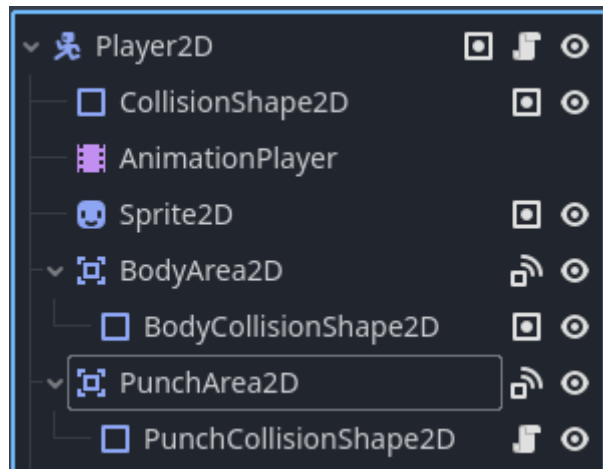 Player2D
CollisionShape2D
AnimationPlayer
Sprite2D
BodyArea2D
BodyCollisionShape2D
PunchArea2D
PunchCollisionShape2D